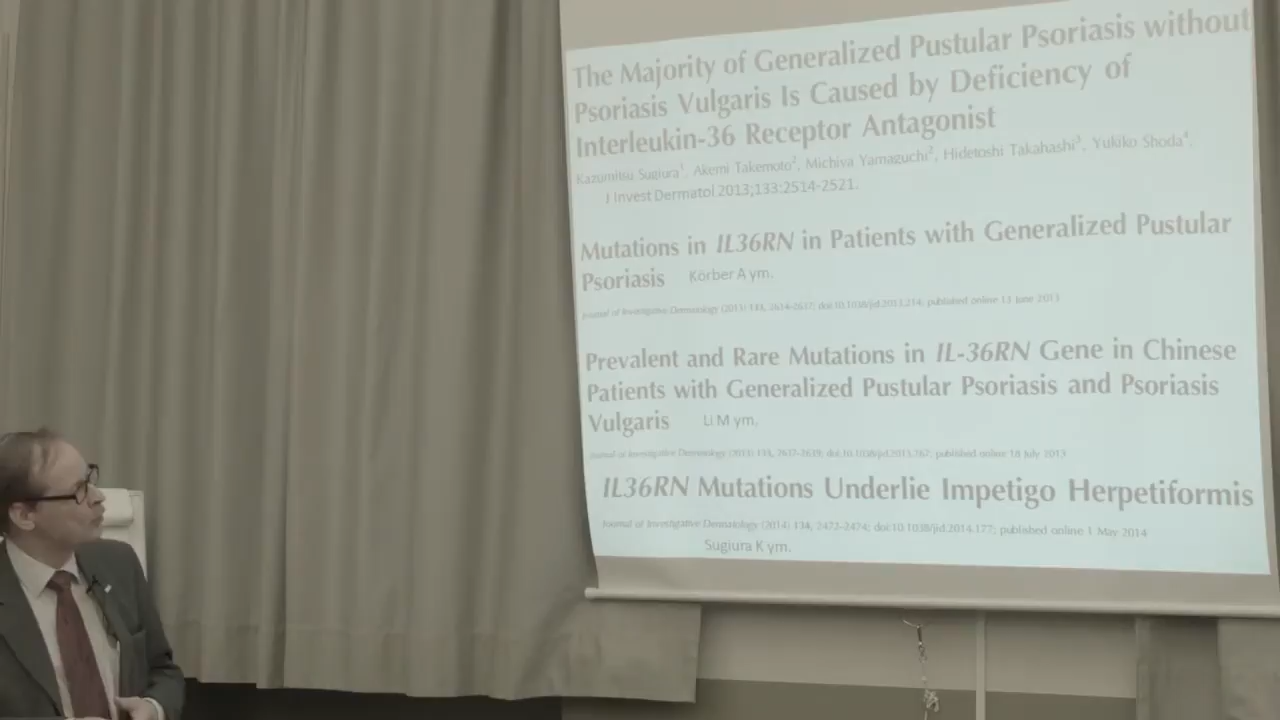 The Majority of Generalized Pustular Psoriasis without
Psoriasis Vulgaris Is Caused by Deficiency of
Interleukin-36 Receptor Antagonist
Kazumitsu Sugiura1, Akemi Takemoto2, Michiya Yamaguchi2, Hidetoshi Takahashi3, Yukiko Shoda4,
J Invest Dermatol 2013;133:2514-2521.
Mutations in IL36RN in Patients with Generalized Pustular
Psoriasis Körber A ym.
Journal of Investigative Dermatology (2013) 133, 2634-2637; doi:10.1038/jid.2013.214; published online 13 June 2013
Prevalent and Rare Mutations in IL-36RN Gene in Chinese
Patients with Generalized Pustular Psoriasis and Psoriasis
Vulgaris Li M ym.
Journal of Investigative Dermatology (2013) 133, 2637-2639; doi:10.1038/jid.2013.267; published online 18 July 2013
IL36RN Mutations Underlie Impetigo Herpetiformis
Journal of Investigative Dermatology (2014) 134, 2472-2474; doi:10.1038/jid.2014.177; published online 1 May 2014
Sugiura K ym.